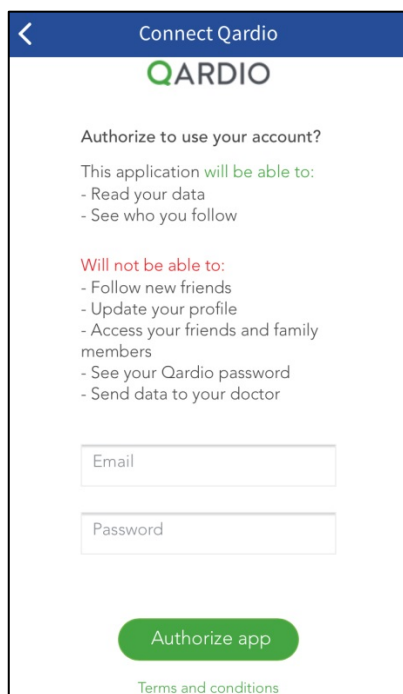 Connect Qardio
QARDIO
Authorize to use your account?
This application will be able to:
- Read your data
- See who you follow
Will not be able to:
- Follow new friends
- Update your profile
- Access your friends and family
members
- See your Qardio password
- Send data to your doctor
Email
Password
Authorize app
Terms and conditions